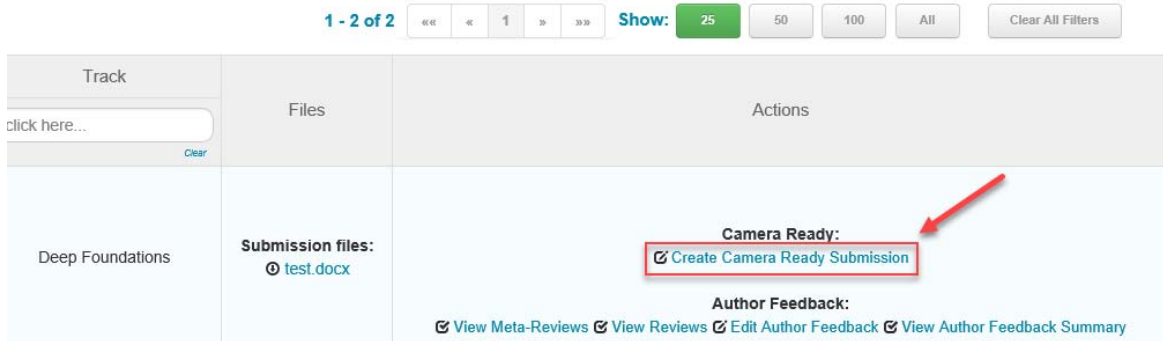 1 - 2 of 2 «« « 1 » »» Show: 25 50 100 All Clear All Filters
Track
Files
Actions
click here...
Clear
Deep Foundations
Submission files:
test.docx
Camera Ready:
Create Camera Ready Submission
Author Feedback:
View Meta-Reviews View Reviews Edit Author Feedback View Author Feedback Summary